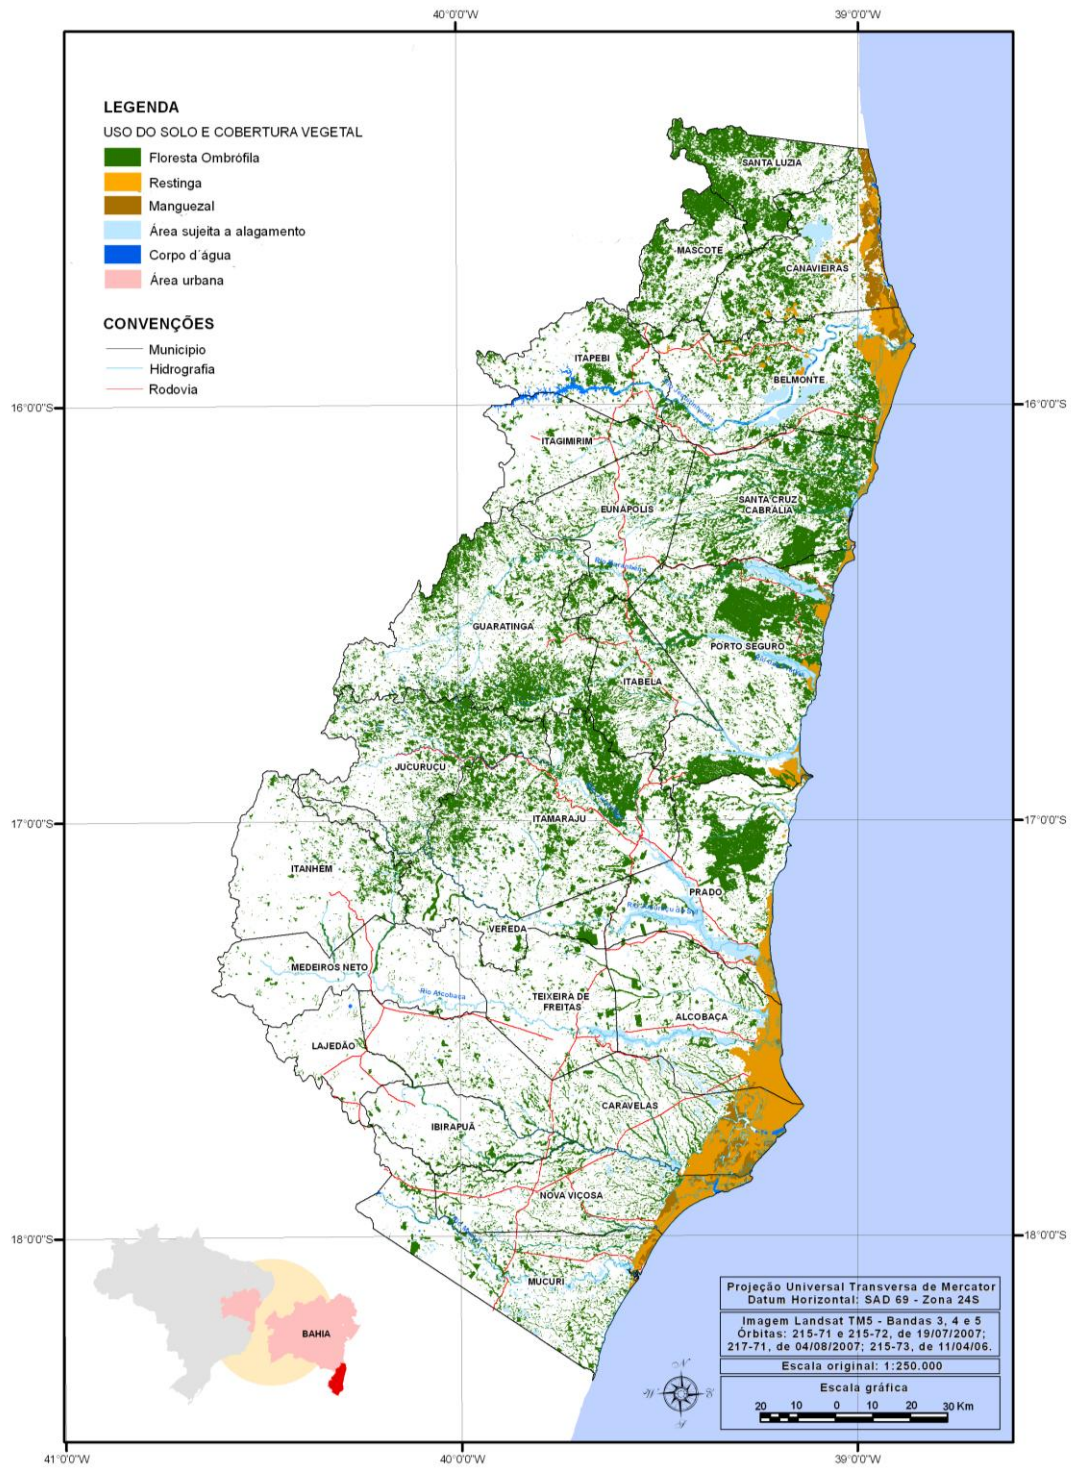 40°0'0"W
39°0'0"W
LEGENDA
USO DO SOLO E COBERTURA VEGETAL
Floresta Ombrófila
Restinga
Manguezal
Área sujeita a alagamento
Corpo d´água
Área urbana
CONVENÇÕES
Município
Hidrografia
Rodovia
SANTA LUZIA
MASCOTE
CANAVIEIRAS
ITAPEBI
BELMONTE
16°0'0"S
16°0'0"S
ITAGIMIRIM
SANTA CRUZ
CABRÁLIA
EUNÁPOLIS
GUARATINGA
PORTO SEGURO
ITABELA
JUCURUÇU
ITAMARAJU
17°0'0"S
17°0'0"S
ITANHÉM
PRADO
VEREDA
MEDEIROS NETO
Rio Alcobaça
TEIXEIRA DE
FREITAS
ALCOBAÇA
LAJEDÃO
CARAVELAS
IBIRAPUÃ
NOVA VIÇOSA
18°0'0"S
18°0'0"S
MUCURI
BAHIA
Projeção Universal Transversa de Mercator
Datum Horizontal: SAD 69 - Zona 24S
Imagem Landsat TM5 - Bandas 3, 4 e 5
Órbitas: 215-71 e 215-72, de 19/07/2007;
217-71, de 04/08/2007; 215-73, de 11/04/06.
Escala original: 1:250.000
Escala gráfica
20 10 0 10 20 30 Km
41°0'0"W
40°0'0"W
39°0'0"W